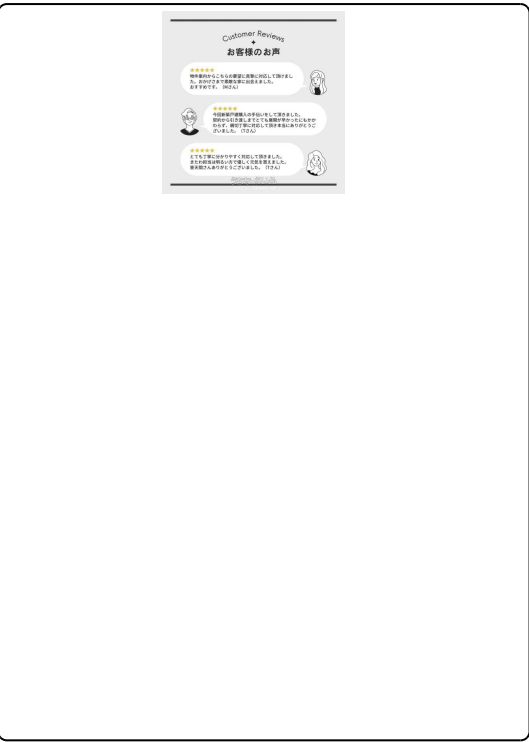 Customer Reviews
お客様のお声
物件案内からこちらの要望に真摯に対応して頂けまし
た。おかげさまで素敵な家に出会えました。
おすすめです。（Mさん）
今回新築戸建購入の手伝いをして頂きました。
契約から引き渡しまでとても展開が早かったにもかか
わらず、親切丁寧に対応して頂き本当にありがとうご
ざいました。（Tさん）
とても丁寧に分かりやすく対応して頂きました。
またわ担当は明るい方で優しく元気を貰えました。
楽天間さんありがとうございました。（Tさん）